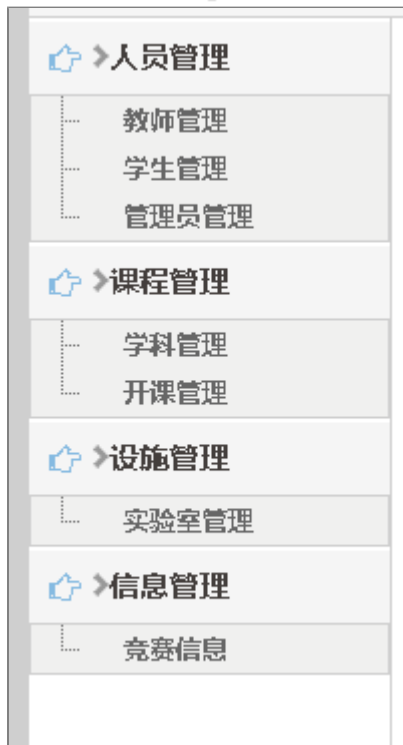 人员管理
教师管理
学生管理
管理员管理
课程管理
学科管理
开课管理
设施管理
实验室管理
信息管理
竞赛信息